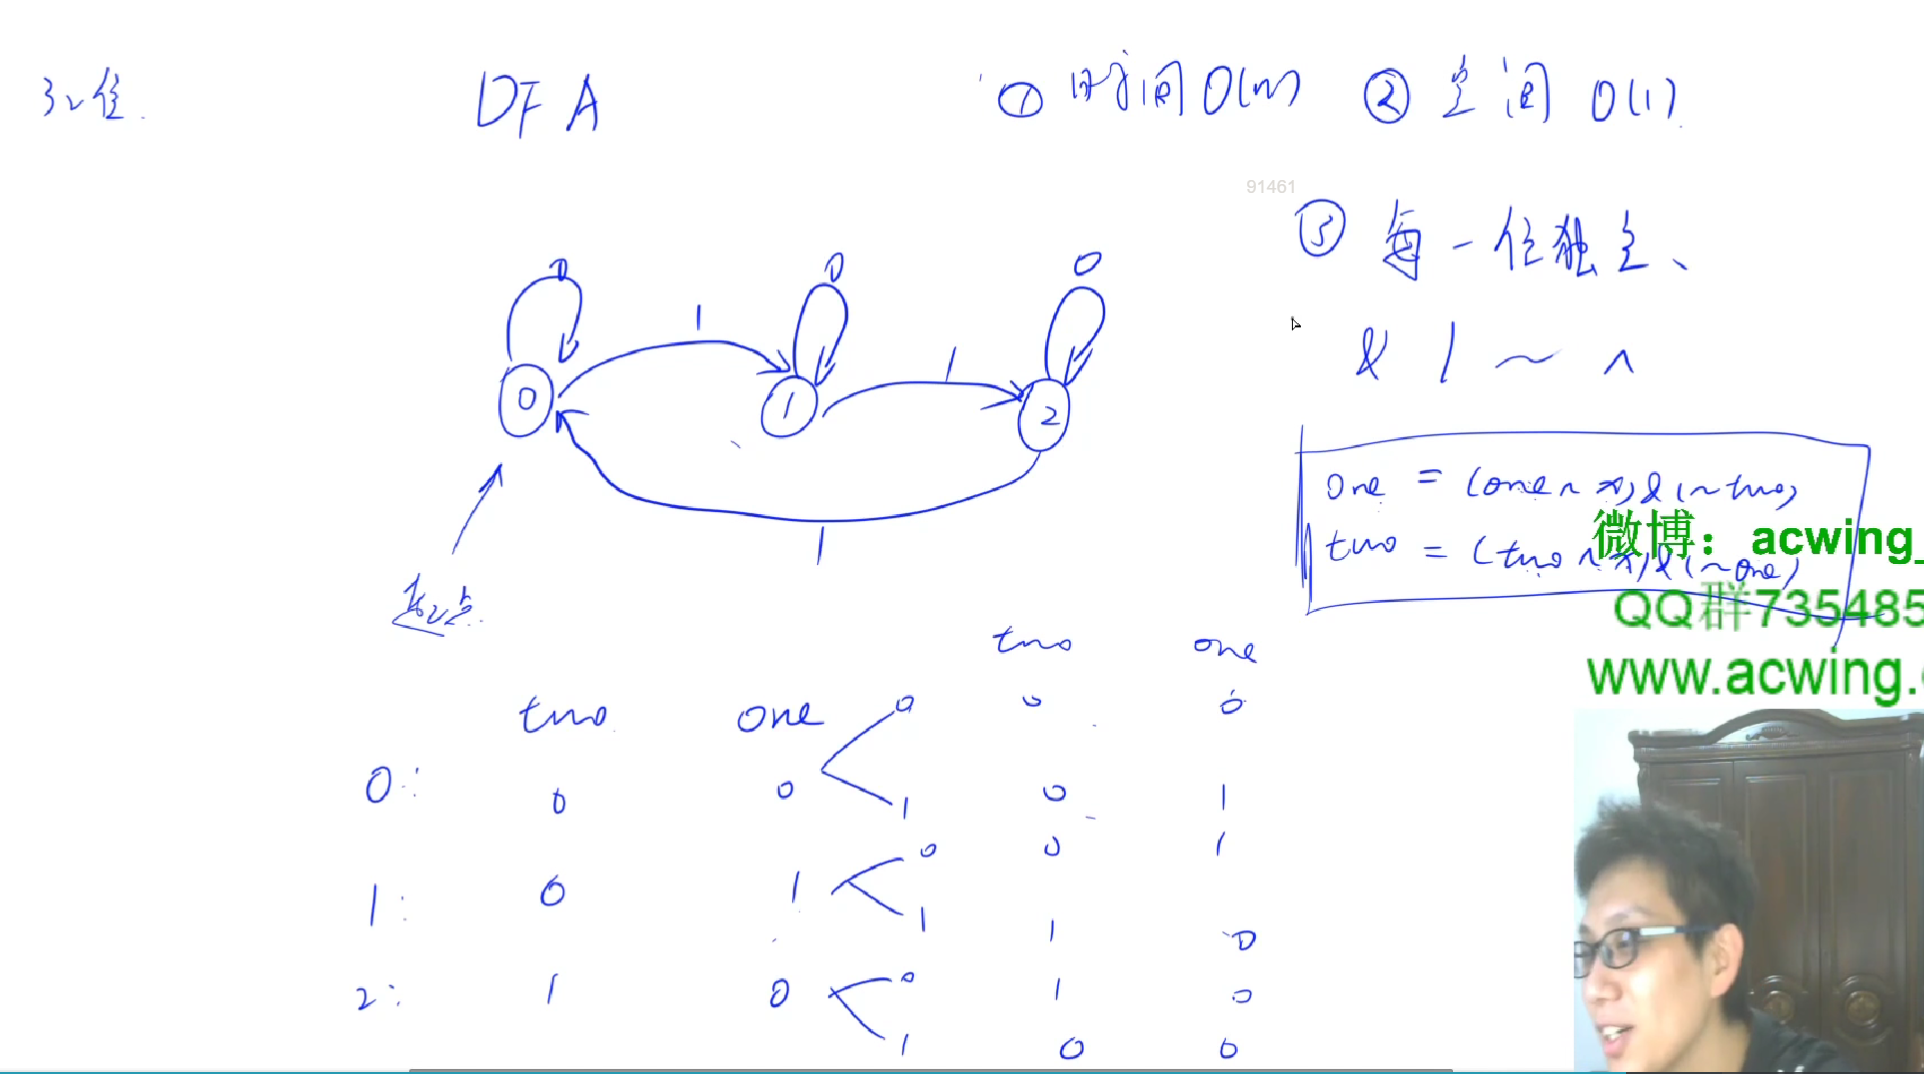 32位.
DFA
① 时间 O(n) ② 空间 O(1)
91461
③ 每一位独立、
& | ~ ^
0 0 0
1 1
0 1 2
1
起点
one = (one ^ x) & (~two)
two = (two ^ x) & (~one)
微博：acwing_
QQ群735485
www.acwing.
two one
two one 0 0 0
0: 0 0 1 0 1
0 0 1
1: 0 1 1 1 0
2: 1 0 0 1 0
1 0 0